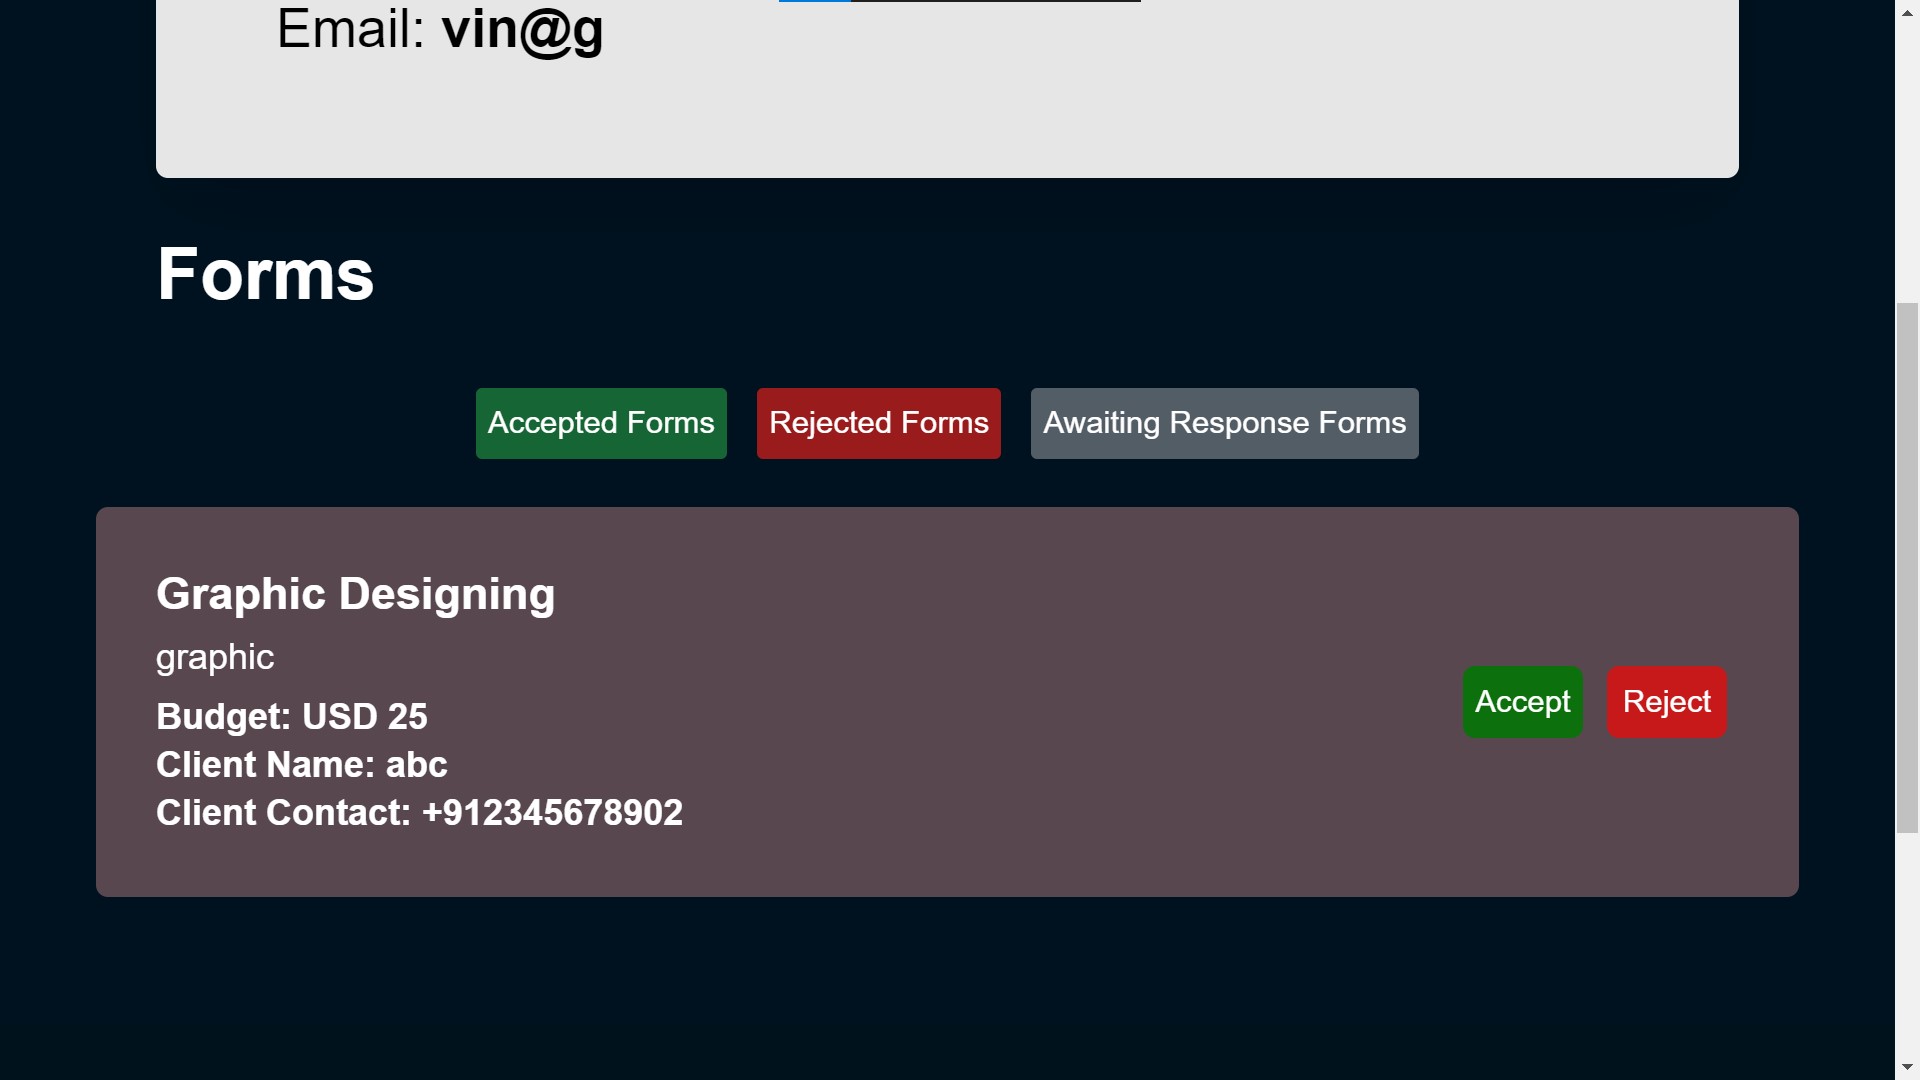 Email: vin@g
Forms
Accepted Forms
Rejected Forms
Awaiting Response Forms
Graphic Designing
graphic
Budget: USD 25
Client Name: abc
Client Contact: +912345678902
Accept
Reject